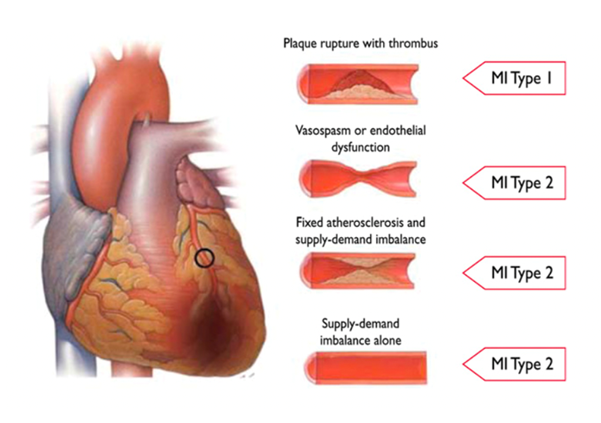 Plaque rupture with thrombus
MI Type 1
Vasospasm or endothelial
dysfunction
MI Type 2
Fixed atherosclerosis and
supply-demand imbalance
MI Type 2
Supply-demand
imbalance alone
MI Type 2